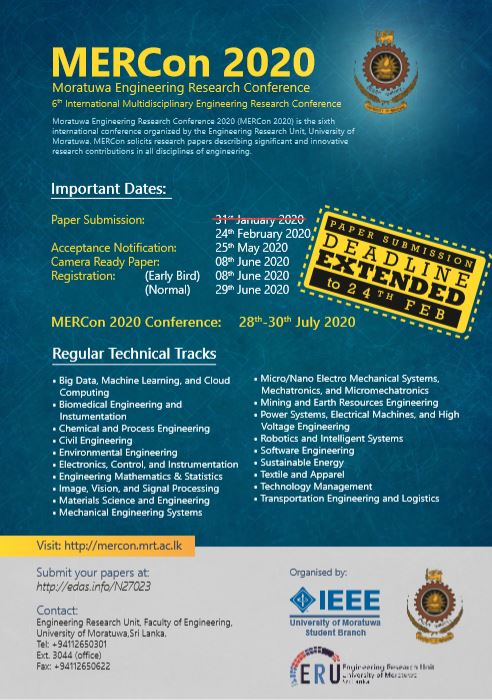 MERCon 2020
Moratuwa Engineering Research Conference
6th International Multidisciplinary Engineering Research Conference
Moratuwa Engineering Research Conference 2020 (MERCon 2020) is the sixth
international conference organized by the Engineering Research Unit, University of
Moratuwa. MERCon solicits research papers describing significant and innovative
research contributions in all disciplines of engineering.
Important Dates:
Paper Submission: 31st January 2020
24th February 2020
Acceptance Notification: 25th May 2020
Camera Ready Paper: 08th June 2020
Registration: (Early Bird) 08th June 2020
(Normal) 29th June 2020
PAPER SUBMISSION
DEADLINE
EXTENDED
to 24TH FEB
MERCon 2020 Conference: 28th-30th July 2020
Regular Technical Tracks
• Big Data, Machine Learning, and Cloud
Computing
• Biomedical Engineering and
Instumentation
• Chemical and Process Engineering
• Civil Engineering
• Environmental Engineering
• Electronics, Control, and Instrumentation
• Engineering Mathematics & Statistics
• Image, Vision, and Signal Processing
• Materials Science and Engineering
• Mechanical Engineering Systems
• Micro/Nano Electro Mechanical Systems,
Mechatronics, and Micromechatronics
• Mining and Earth Resources Engineering
• Power Systems, Electrical Machines, and High
Voltage Engineering
• Robotics and Intelligent Systems
• Software Engineering
• Sustainable Energy
• Textile and Apparel
• Technology Management
• Transportation Engineering and Logistics
Visit: http://mercon.mrt.ac.lk
Submit your papers at:
http://edas.info/N27023
Contact:
Engineering Research Unit, Faculty of Engineering,
University of Moratuwa,Sri Lanka,
Tel: +94112650301
Ext. 3044 (office)
Fax: +94112650622
Organised by:
IEEE
University of Moratuwa
Student Branch
ERU
Engineering Research Unit
University of Moratuwa
Sri Lanka